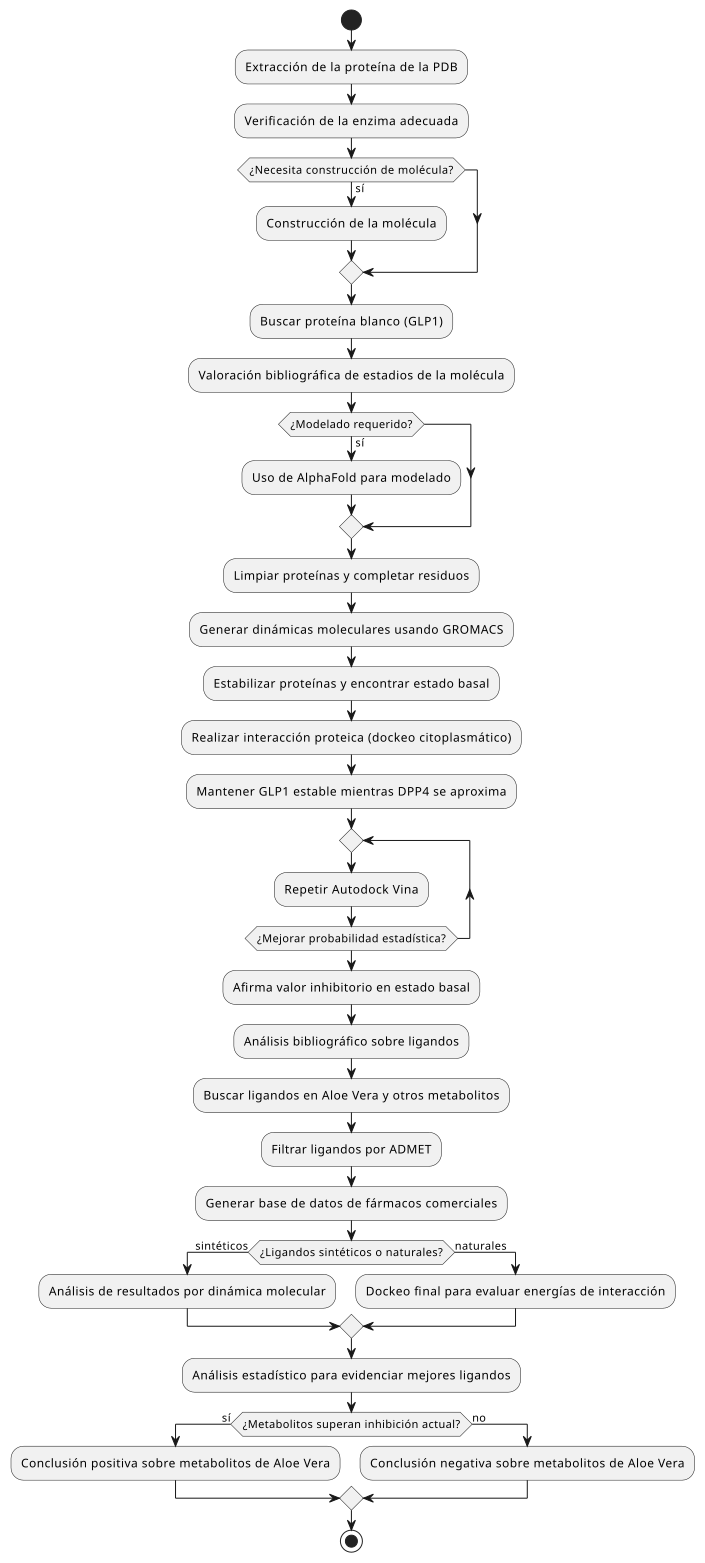 Extracción de la proteína de la PDB
Verificación de la enzima adecuada
¿Necesita construcción de molécula?
sí
Construcción de la molécula
Buscar proteína blanco (GLP1)
Valoración bibliográfica de estadios de la molécula
¿Modelado requerido?
sí
Uso de AlphaFold para modelado
Limpiar proteínas y completar residuos
Generar dinámicas moleculares usando GROMACS
Estabilizar proteínas y encontrar estado basal
Realizar interacción proteica (dockeo citoplasmático)
Mantener GLP1 estable mientras DPP4 se aproxima
Repetir Autodock Vina
¿Mejorar probabilidad estadística?
Afirma valor inhibitorio en estado basal
Análisis bibliográfico sobre ligandos
Buscar ligandos en Aloe Vera y otros metabolitos
Filtrar ligandos por ADMET
Generar base de datos de fármacos comerciales
sintéticos
¿Ligandos sintéticos o naturales?
naturales
Análisis de resultados por dinámica molecular
Dockeo final para evaluar energías de interacción
Análisis estadístico para evidenciar mejores ligandos
sí
¿Metabolitos superan inhibición actual?
no
Conclusión positiva sobre metabolitos de Aloe Vera
Conclusión negativa sobre metabolitos de Aloe Vera